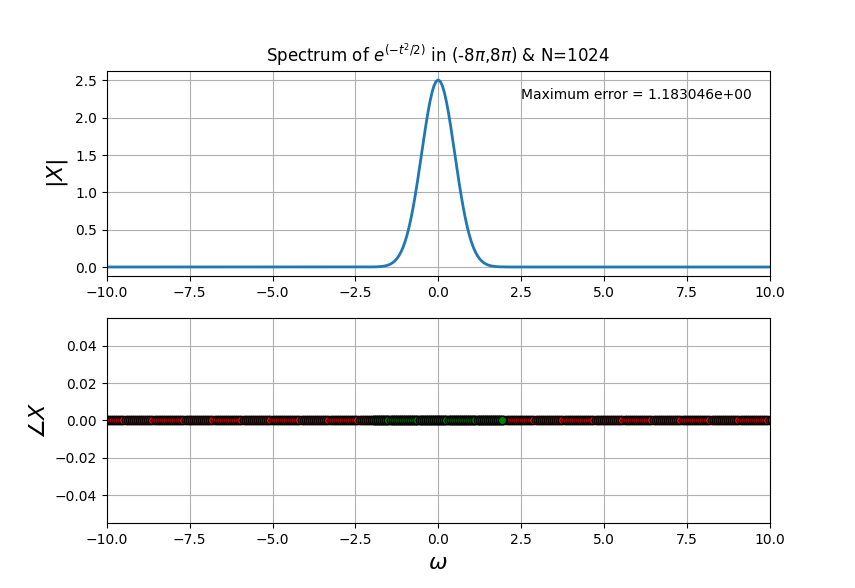 Spectrum of e^(−t²/2) in (-8π,8π) & N=1024
2.5
2.0
1.5
1.0
0.5
0.0
|X|
Maximum error = 1.183046e+00
−10.0 −7.5 −5.0 −2.5 0.0 2.5 5.0 7.5 10.0
0.04
0.02
0.00
−0.02
−0.04
∠X
−10.0 −7.5 −5.0 −2.5 0.0 2.5 5.0 7.5 10.0
ω